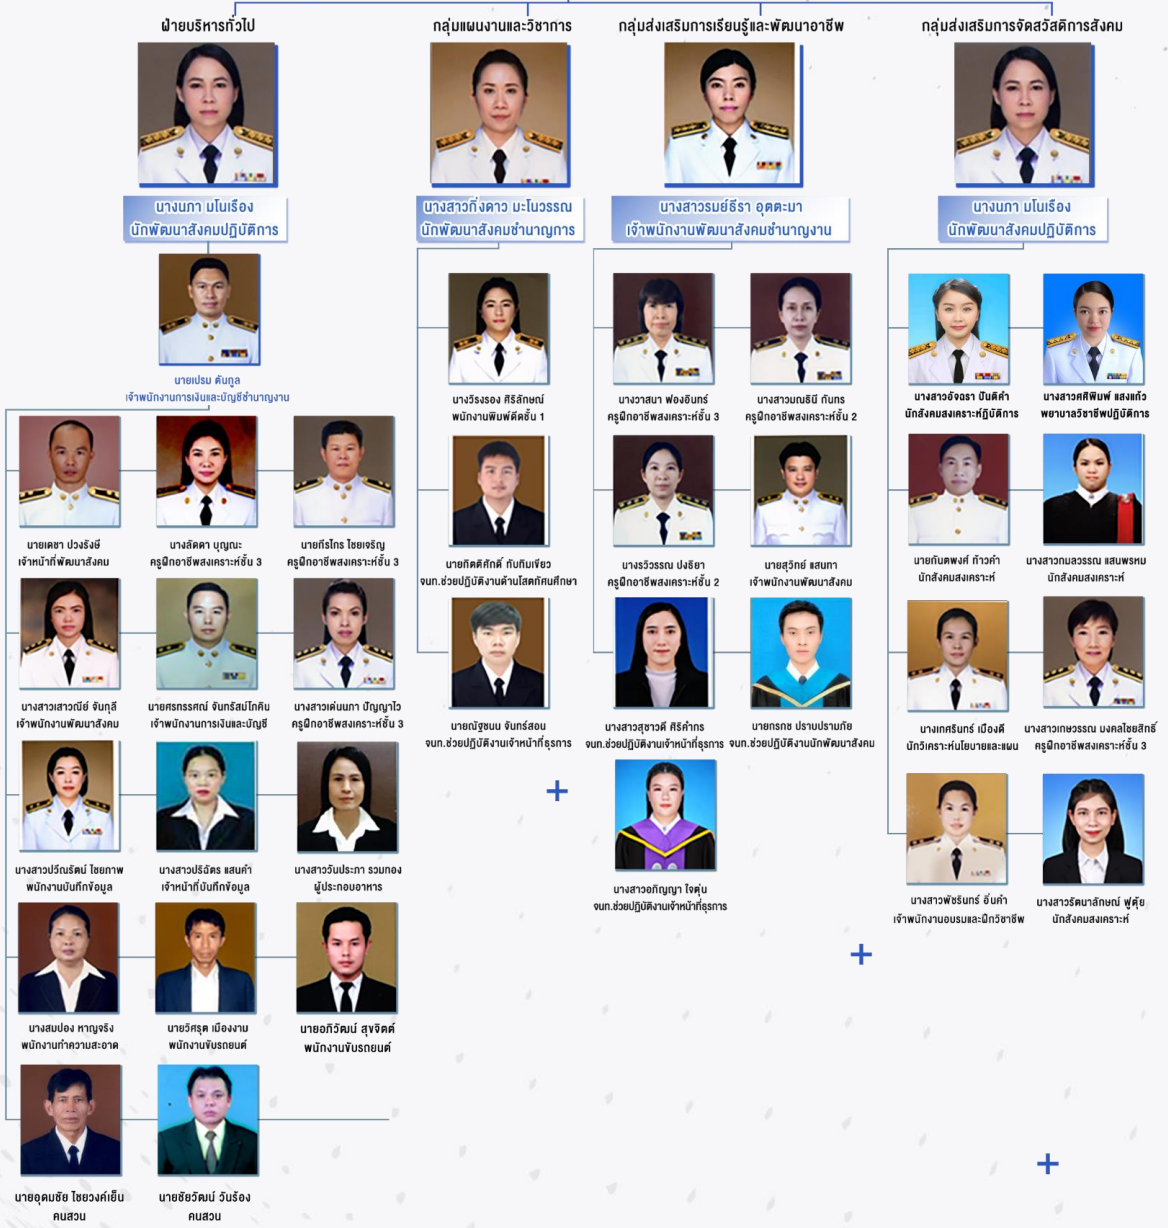 ฝ่ายบริหารทั่วไป
นางนภา มโนเรือง
นักพัฒนาสังคมปฏิบัติการ
นายเปรม ตันกูล
เจ้าพนักงานการเงินและบัญชีชำนาญงาน
นายเดชา ปวงรังษี
เจ้าหน้าที่พัฒนาสังคม
นางลัดดา บุญณะ
ครูฝึกอาชีพสงเคราะห์ชั้น 3
นายกีรไกร ไชยเจริญ
ครูฝึกอาชีพสงเคราะห์ชั้น 3
นางสาวเสาวณีย์ จันกุลี
เจ้าพนักงานพัฒนาสังคม
นายศรกรรศณ์ จันทรัสม์โภคิน
เจ้าพนักงานการเงินและบัญชี
นางสาวเด่นนภา ปัญญาไว
ครูฝึกอาชีพสงเคราะห์ชั้น 3
นางสาวปวีณรัตน์ ไชยภาพ
พนักงานบันทึกข้อมูล
นางสาวปริฉัตร แสนคำ
เจ้าหน้าที่บันทึกข้อมูล
นางสาววันประภา รวมทอง
ผู้ประกอบอาหาร
นางสมปอง หาญจริง
พนักงานทำความสะอาด
นายวิศรุต เมืองงาม
พนักงานขับรถยนต์
นายอภิวัฒน์ สุขจิตต์
พนักงานขับรถยนต์
นายอุดมชัย ไชยวงค์เย็น
คนสวน
นายชัยวัฒน์ วันร้อง
คนสวน
กลุ่มแผนงานและวิชาการ
นางสาวกิ่งดาว มะโนวรรณ
นักพัฒนาสังคมชำนาญการ
นางวิรงรอง ศิริลักษณ์
พนักงานพิมพ์ดีดชั้น 1
นายกิตติศักดิ์ ทับทิมเขียว
จนท.ช่วยปฏิบัติงานด้านโสตทัศนศึกษา
นายณัฐชนน จันทร์สอน
จนท.ช่วยปฏิบัติงานเจ้าหน้าที่ธุรการ
กลุ่มส่งเสริมการเรียนรู้และพัฒนาอาชีพ
นางสาวรมย์ธีรา อุตตะมา
เจ้าพนักงานพัฒนาสังคมชำนาญงาน
นางวาสนา ฟองอินทร์
ครูฝึกอาชีพสงเคราะห์ชั้น 3
นางสาวมณธินี กันทร
ครูฝึกอาชีพสงเคราะห์ชั้น 2
นางรวิวรรณ ปงธิยา
ครูฝึกอาชีพสงเคราะห์ชั้น 2
นายสุวิทย์ แสนทา
เจ้าพนักงานพัฒนาสังคม
นางสาวสุชาวดี ศิริคำกร
จนท.ช่วยปฏิบัติงานเจ้าหน้าที่ธุรการ
นายกรกช ปราบปรามภัย
จนท.ช่วยปฏิบัติงานนักพัฒนาสังคม
นางสาวอภิญญา ใจตุ่น
จนท.ช่วยปฏิบัติงานเจ้าหน้าที่ธุรการ
กลุ่มส่งเสริมการจัดสวัสดิการสังคม
นางนภา มโนเรือง
นักพัฒนาสังคมปฏิบัติการ
นางสาวอัจฉรา ปันติคำ
นักสังคมสงเคราะห์ฏิบัติการ
นางสาวศศิพิมพ์ แสงแก้ว
พยาบาลวิชาชีพปฏิบัติการ
นายกันตพงศ์ ก้าวคำ
นักสังคมสงเคราะห์
นางสาวกมลวรรณ แสนพรหม
นักสังคมสงเคราะห์
นางเกศรินทร์ เมืองดี
นักวิเคราะห์นโยบายและแผน
นางสาวเกษวรรณ มงคลไชยสิทธิ์
ครูฝึกอาชีพสงเคราะห์ชั้น 3
นางสาวพัชรินทร์ อิ่นคำ
เจ้าพนักงานอบรมและฝึกวิชาชีพ
นางสาวรัตนาลักษณ์ ฟูตุ้ย
นักสังคมสงเคราะห์